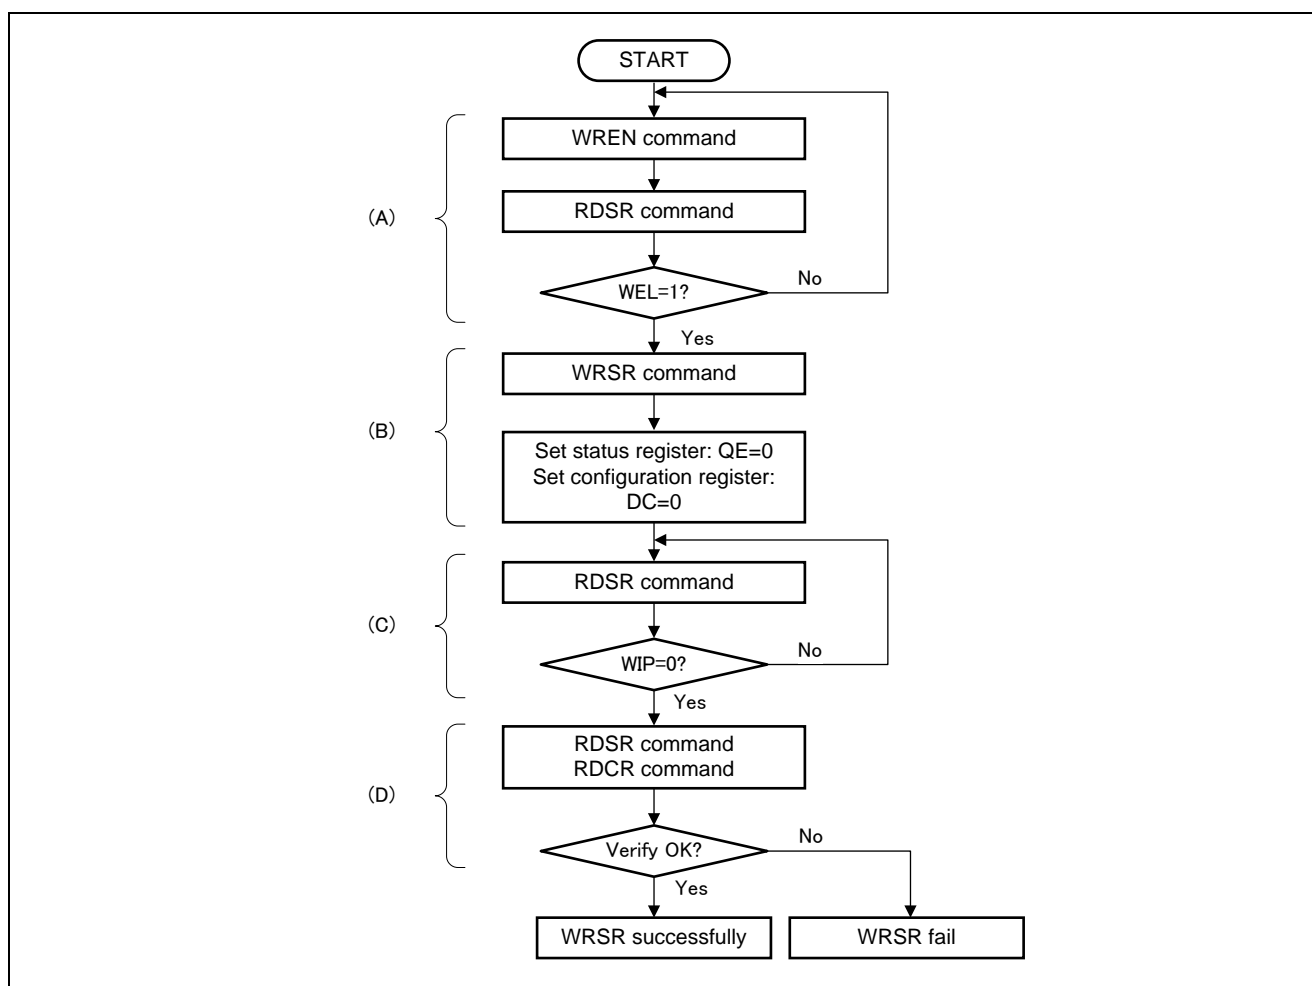 START
WREN command
RDSR command
(A)
WEL=1?
No
Yes
WRSR command
(B)
Set status register: QE=0
Set configuration register:
DC=0
RDSR command
(C)
WIP=0?
No
Yes
RDSR command
RDCR command
(D)
Verify OK?
No
Yes
WRSR successfully
WRSR fail